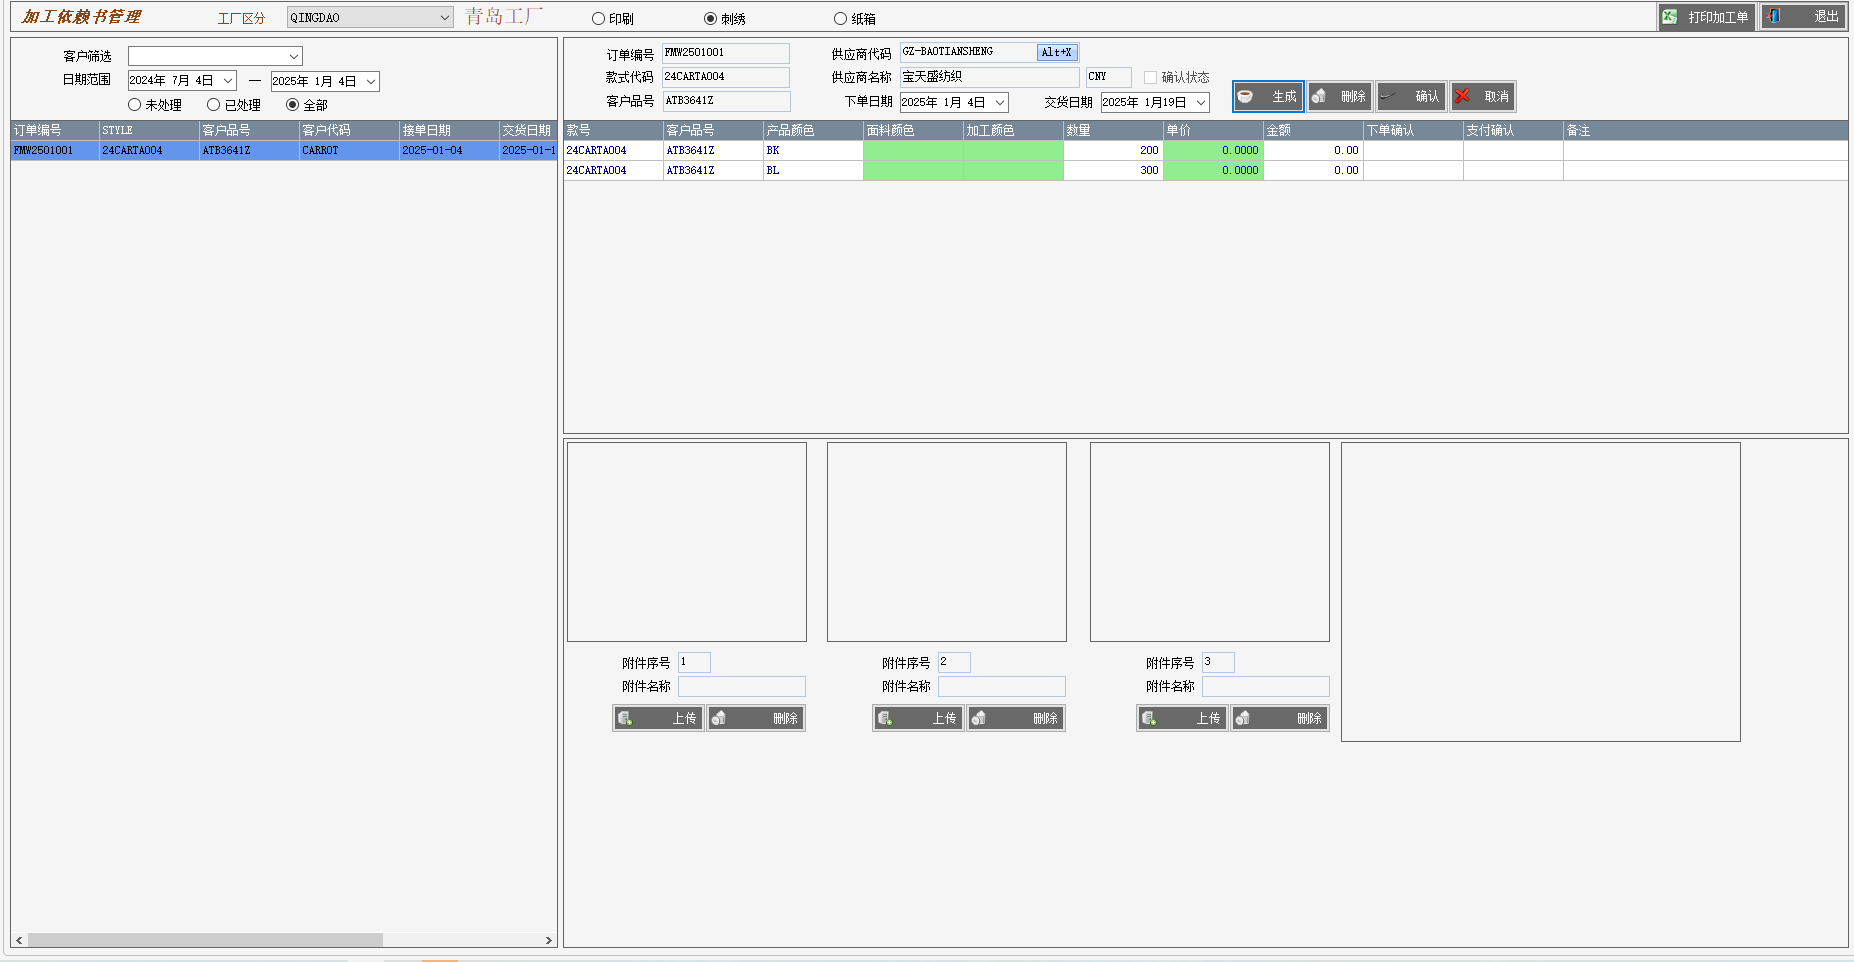 加工依赖书管理 工厂区分 QINGDAO 青岛工厂 印刷 刺绣 纸箱 打印加工单 退出
客户筛选
日期范围 2024年 7月 4日 — 2025年 1月 4日
未处理 已处理 全部
订单编号 STYLE 客户品号 客户代码 接单日期 交货日期
FMW2501001 24CARTA004 ATB3641Z CARROT 2025-01-04 2025-01-1
订单编号 FMW2501001 供应商代码 GZ-BAOTIANSHENG Alt+X
款式代码 24CARTA004 供应商名称 宝天盛纺织 CNY 确认状态
客户品号 ATB3641Z 下单日期 2025年 1月 4日 交货日期 2025年 1月19日 生成 删除 确认 取消
款号 客户品号 产品颜色 面料颜色 加工颜色 数量 单价 金额 下单确认 支付确认 备注
24CARTA004 ATB3641Z BK 200 0.0000 0.00
24CARTA004 ATB3641Z BL 300 0.0000 0.00
附件序号 1 附件序号 2 附件序号 3
附件名称 附件名称 附件名称
上传 删除 上传 删除 上传 删除